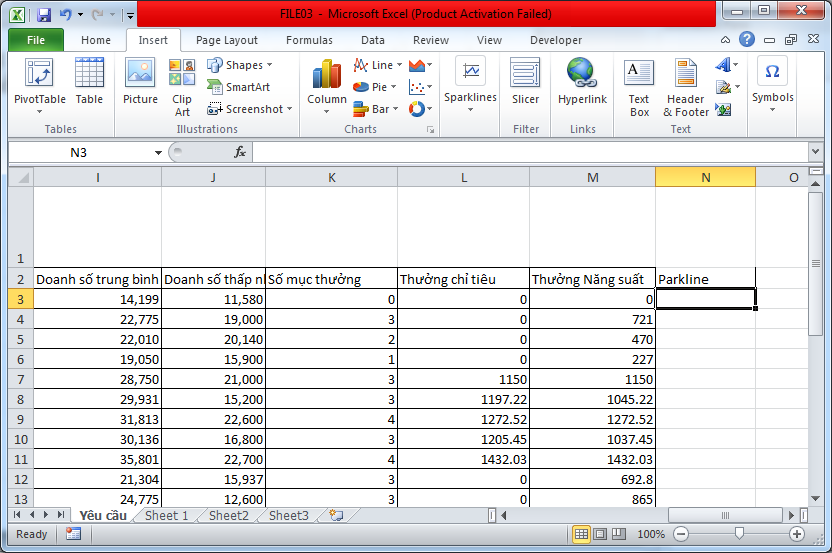 FILE03 - Microsoft Excel (Product Activation Failed)
File Home Insert Page Layout Formulas Data Review View Developer
PivotTable Table Picture Clip Art Shapes SmartArt Screenshot Column Line Pie Bar Sparklines Slicer Hyperlink Text Box Header & Footer Symbols
Tables Illustrations Charts Filter Links Text
N3 fx
I J K L M N O
1
2 Doanh số trung bình Doanh số thấp nh Số mục thưởng Thưởng chỉ tiêu Thưởng Năng suất Parkline
3 14,199 11,580 0 0 0
4 22,775 19,000 3 0 721
5 22,010 20,140 2 0 470
6 19,050 15,900 1 0 227
7 28,750 21,000 3 1150 1150
8 29,931 15,200 3 1197.22 1045.22
9 31,813 22,600 4 1272.52 1272.52
10 30,136 16,800 3 1205.45 1037.45
11 35,801 22,700 4 1432.03 1432.03
12 21,304 15,937 3 0 692.8
13 24,775 12,600 3 0 865
Yêu cầu Sheet 1 Sheet2 Sheet3
Ready 100%